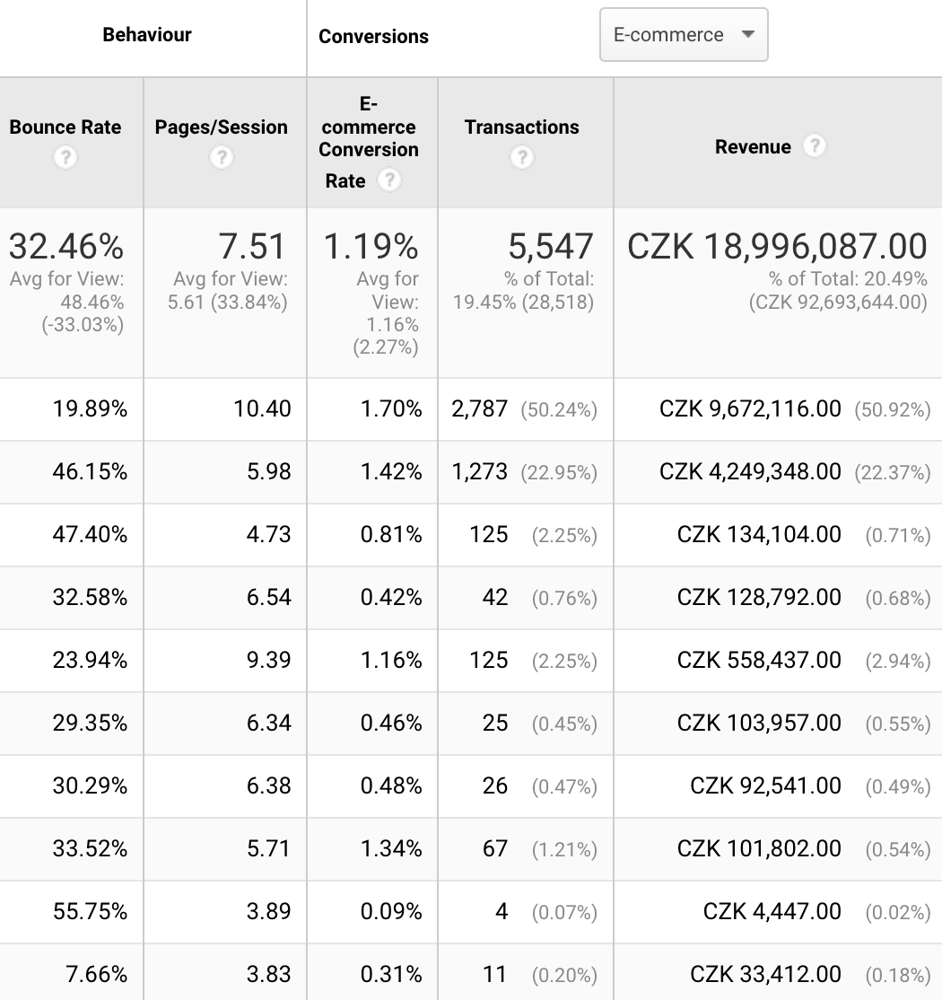 Behaviour
Conversions
E-commerce
Bounce Rate
?
Pages/Session
?
E-
commerce
Conversion
Rate ?
Transactions
?
Revenue ?
32.46%
Avg for View:
48.46%
(-33.03%)
7.51
Avg for View:
5.61 (33.84%)
1.19%
Avg for
View:
1.16%
(2.27%)
5,547
% of Total:
19.45% (28,518)
CZK 18,996,087.00
% of Total: 20.49%
(CZK 92,693,644.00)
19.89% 10.40 1.70% 2,787 (50.24%) CZK 9,672,116.00 (50.92%)
46.15% 5.98 1.42% 1,273 (22.95%) CZK 4,249,348.00 (22.37%)
47.40% 4.73 0.81% 125 (2.25%) CZK 134,104.00 (0.71%)
32.58% 6.54 0.42% 42 (0.76%) CZK 128,792.00 (0.68%)
23.94% 9.39 1.16% 125 (2.25%) CZK 558,437.00 (2.94%)
29.35% 6.34 0.46% 25 (0.45%) CZK 103,957.00 (0.55%)
30.29% 6.38 0.48% 26 (0.47%) CZK 92,541.00 (0.49%)
33.52% 5.71 1.34% 67 (1.21%) CZK 101,802.00 (0.54%)
55.75% 3.89 0.09% 4 (0.07%) CZK 4,447.00 (0.02%)
7.66% 3.83 0.31% 11 (0.20%) CZK 33,412.00 (0.18%)